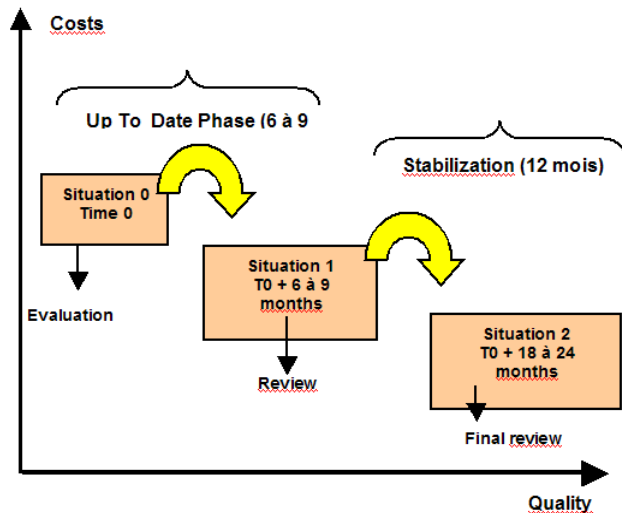 Costs
Up To Date Phase (6 à 9
Stabilization (12 mois)
Situation 0
Time 0
Evaluation
Situation 1
T0 + 6 à 9
months
Review
Situation 2
T0 + 18 à 24
months
Final review
Quality